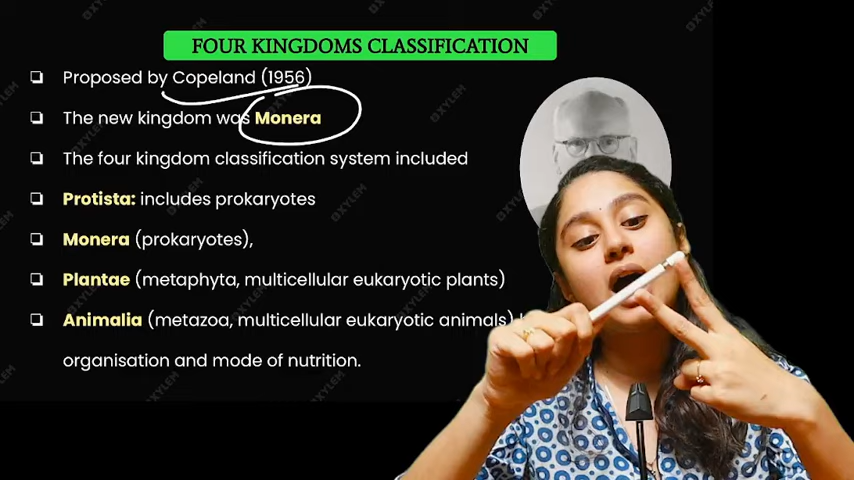 FOUR KINGDOMS CLASSIFICATION
Proposed by Copeland (1956)
The new kingdom was Monera
The four kingdom classification system included
Protista: includes prokaryotes
Monera (prokaryotes),
Plantae (metaphyta, multicellular eukaryotic plants)
Animalia (metazoa, multicellular eukaryotic animals)
organisation and mode of nutrition.
XYLEM